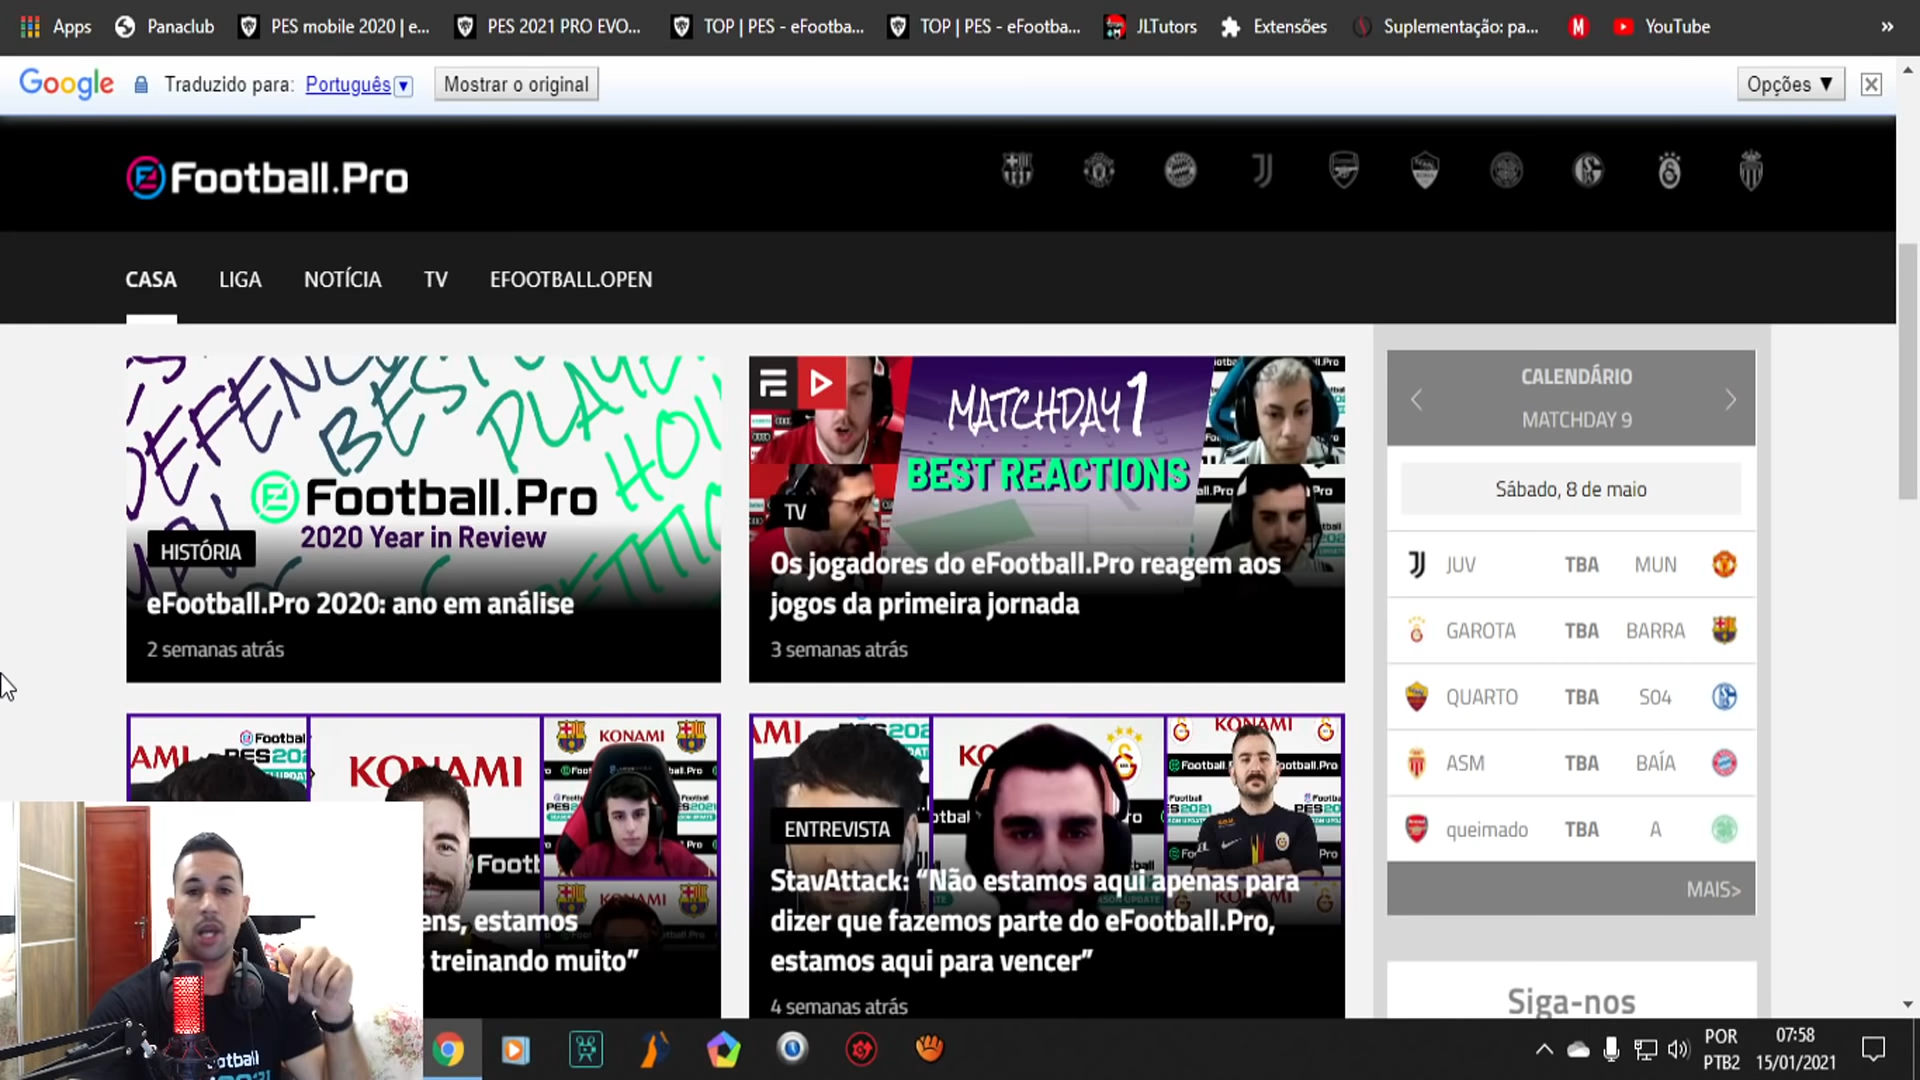 Apps
Panaclub
PES mobile 2020 | e...
PES 2021 PRO EVO...
TOP | PES - eFootba...
TOP | PES - eFootba...
JLTutors
Extensões
Suplementação: pa...
YouTube
»
Google
Traduzido para: Português
Mostrar o original
Opções ▼
Football.Pro
CASA
LIGA
NOTÍCIA
TV
EFOOTBALL.OPEN
Football.Pro
2020 Year in Review
HISTÓRIA
eFootball.Pro 2020: ano em análise
2 semanas atrás
MATCHDAY 1
BEST REACTIONS
TV
Os jogadores do eFootball.Pro reagem aos
jogos da primeira jornada
3 semanas atrás
KONAMI
KONAMI
ens, estamos
treinando muito”
KONAMI
ENTREVISTA
StavAttack: “Não estamos aqui apenas para
dizer que fazemos parte do eFootball.Pro,
estamos aqui para vencer”
4 semanas atrás
CALENDÁRIO
MATCHDAY 9
Sábado, 8 de maio
JUV TBA MUN
GAROTA TBA BARRA
QUARTO TBA S04
ASM TBA BAÍA
queimado TBA A
MAIS>
Siga-nos
POR
PTB2
07:58
15/01/2021